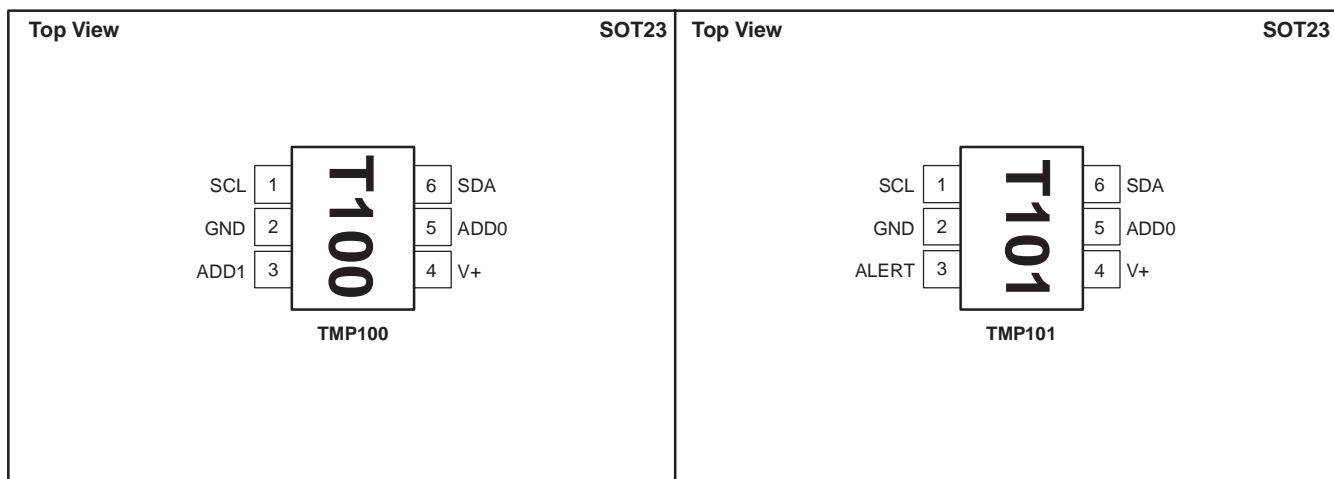 Top View SOT23
SCL 1 6 SDA
GND 2 5 ADD0
ADD1 3 4 V+
T100
TMP100
Top View SOT23
SCL 1 6 SDA
GND 2 5 ADD0
ALERT 3 4 V+
T101
TMP101